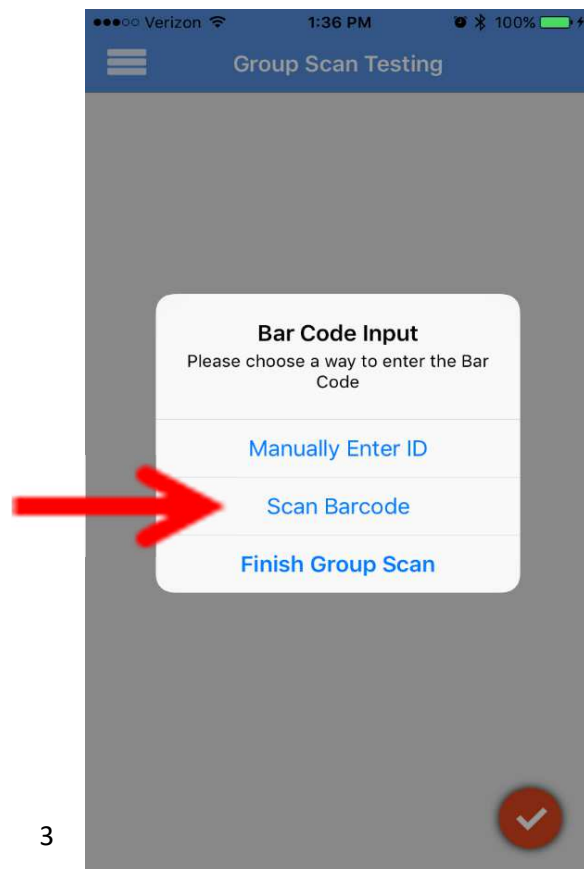 Verizon 1:36 PM 100%
Group Scan Testing
Bar Code Input
Please choose a way to enter the Bar
Code
Manually Enter ID
Scan Barcode
Finish Group Scan
3